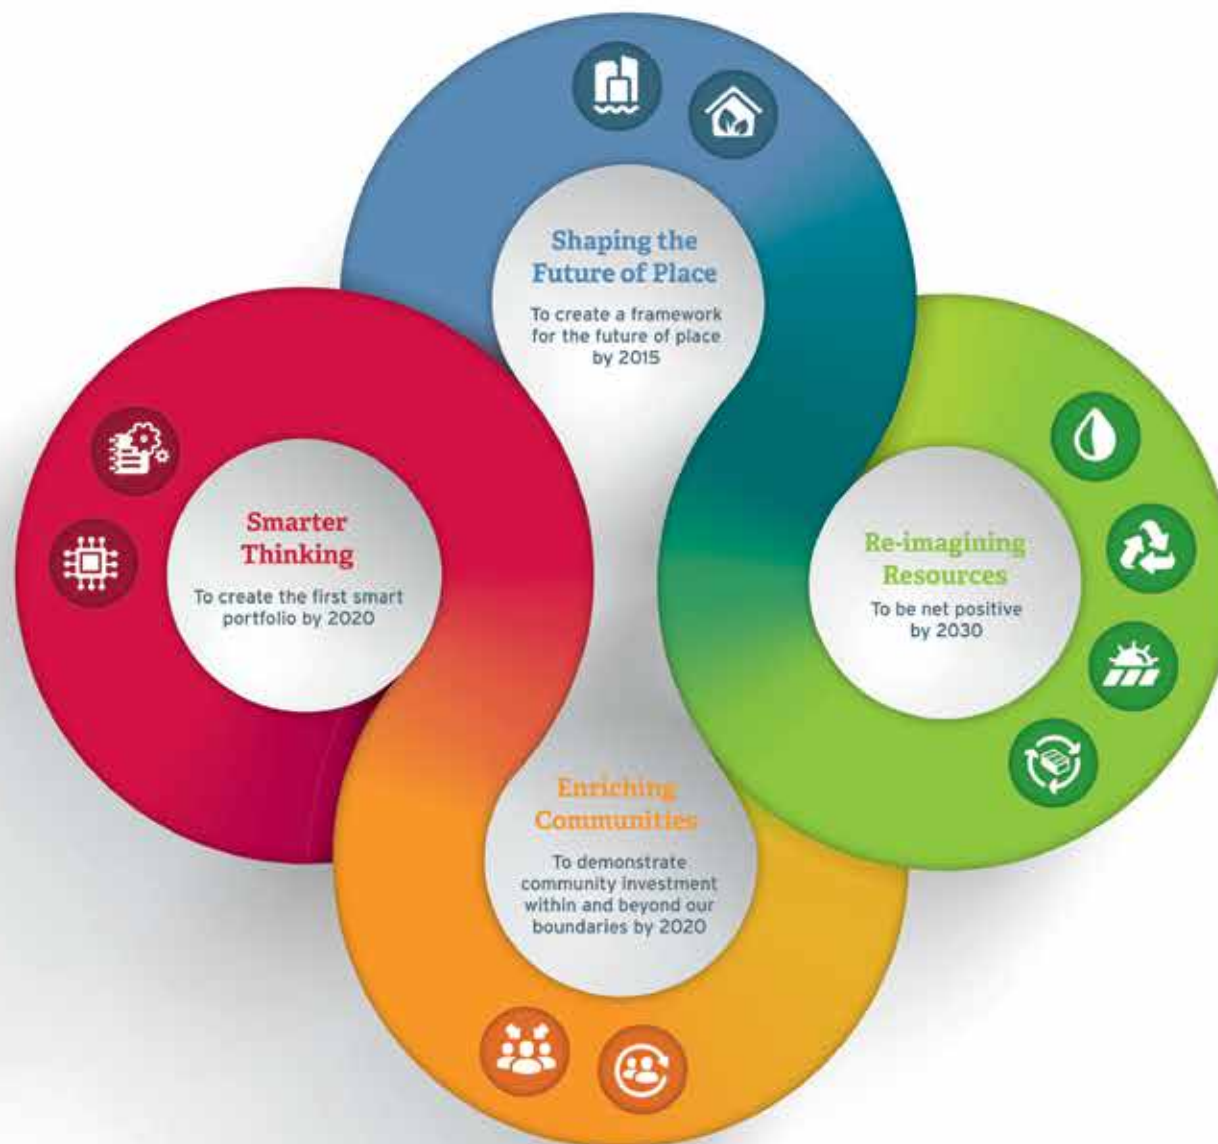 Shaping the
Future of Place
To create a framework
for the future of place
by 2015
Smarter
Thinking
To create the first smart
portfolio by 2020
Re-imagining
Resources
To be net positive
by 2030
Enriching
Communities
To demonstrate
community investment
within and beyond our
boundaries by 2020